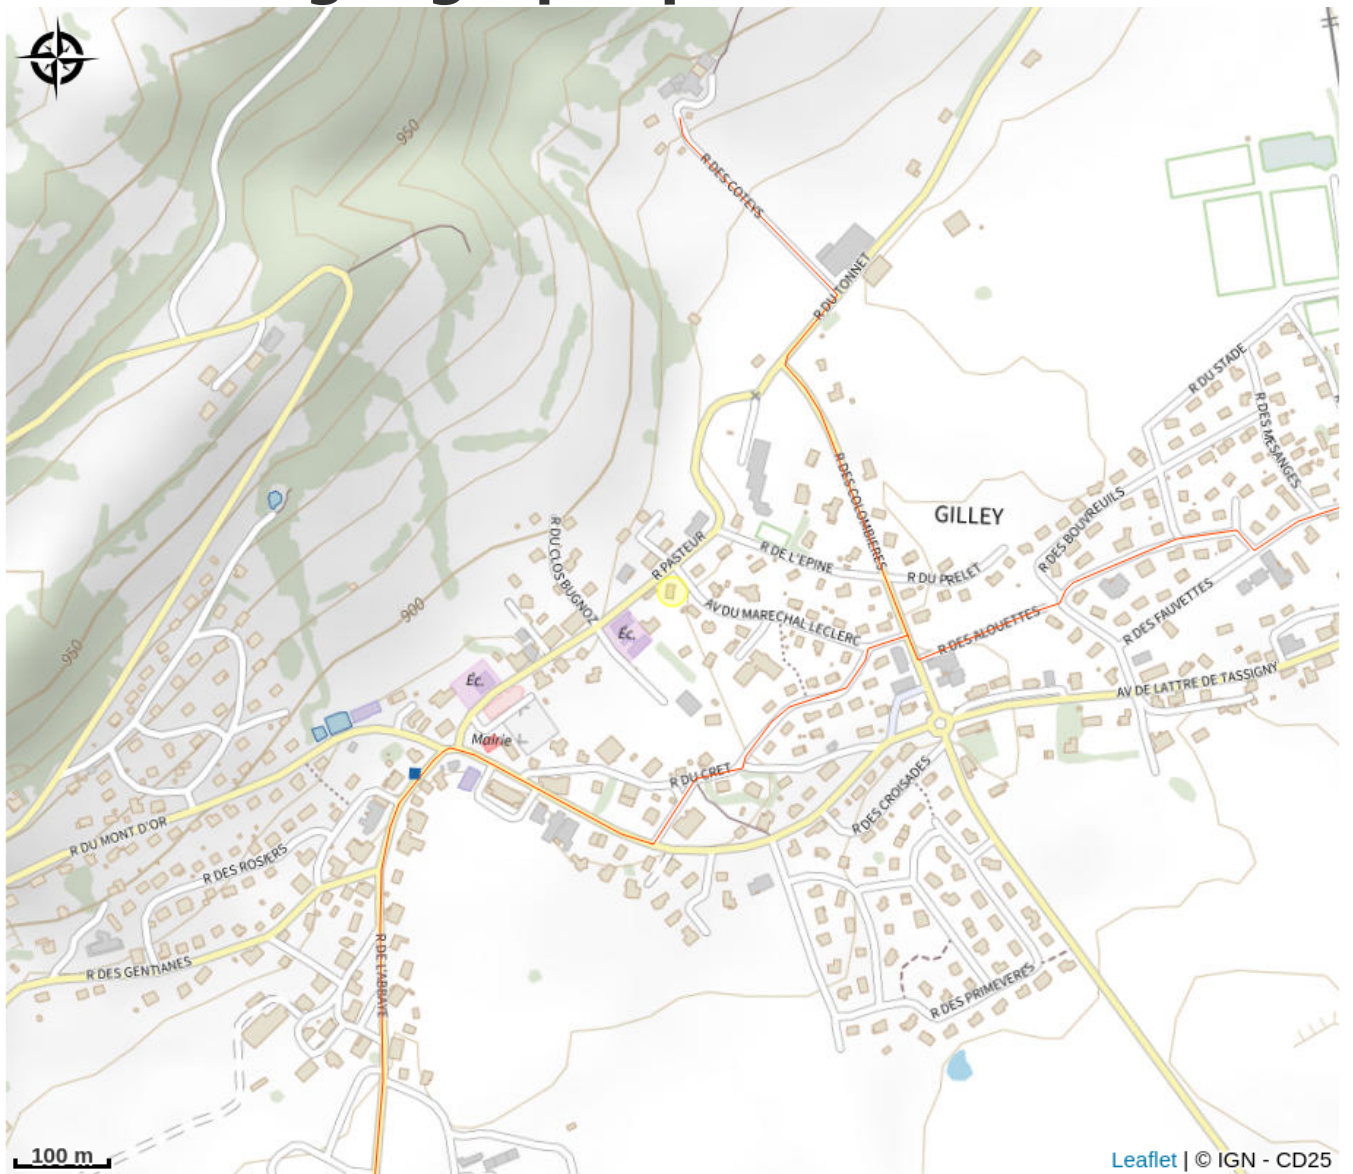 950
R DES COTEYS
R DU TONNET
R DU STADE
R DES MESANGES
R DES COLOMBIERES
GILLEY
R DES BOUVREUILS
R DU CLOS BUGNOZ
R PASTEUR
R DE L'EPINE
R DU PRELET
900
AV DU MARECHAL LECLERC
R DES FAUVETTES
R DES ALOUETTES
Éc.
950
Éc.
AV DE LATTRE DE TASSIGNY
Mairie
R DU CRET
R DES CROISADES
R DU MONT D'OR
R DES ROSIERS
R DES GENTIANES
R DE L'ABBAYE
R DES PRIMEVERES
100 m
Leaflet | © IGN - CD25